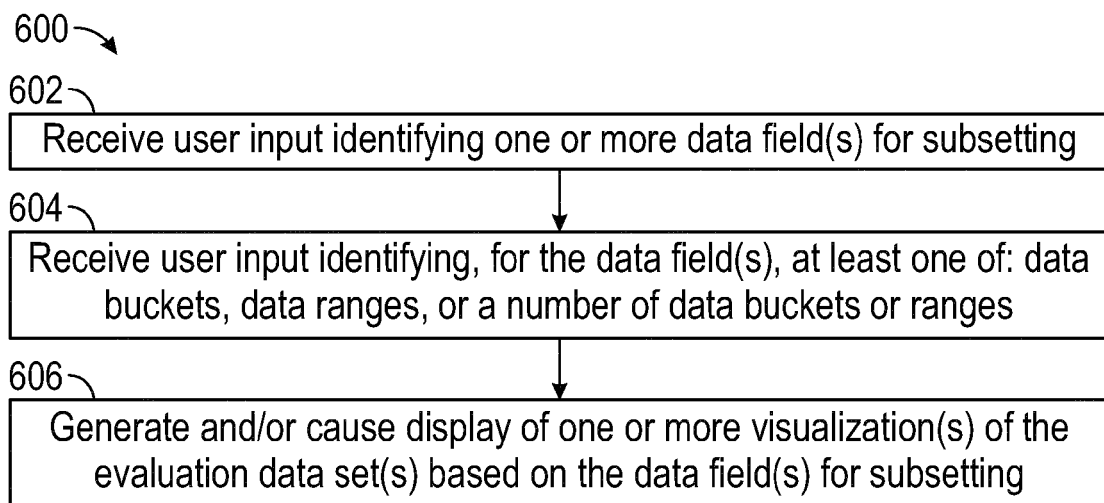 600
602
Receive user input identifying one or more data field(s) for subsetting
604
Receive user input identifying, for the data field(s), at least one of: data
buckets, data ranges, or a number of data buckets or ranges
606
Generate and/or cause display of one or more visualization(s) of the
evaluation data set(s) based on the data field(s) for subsetting